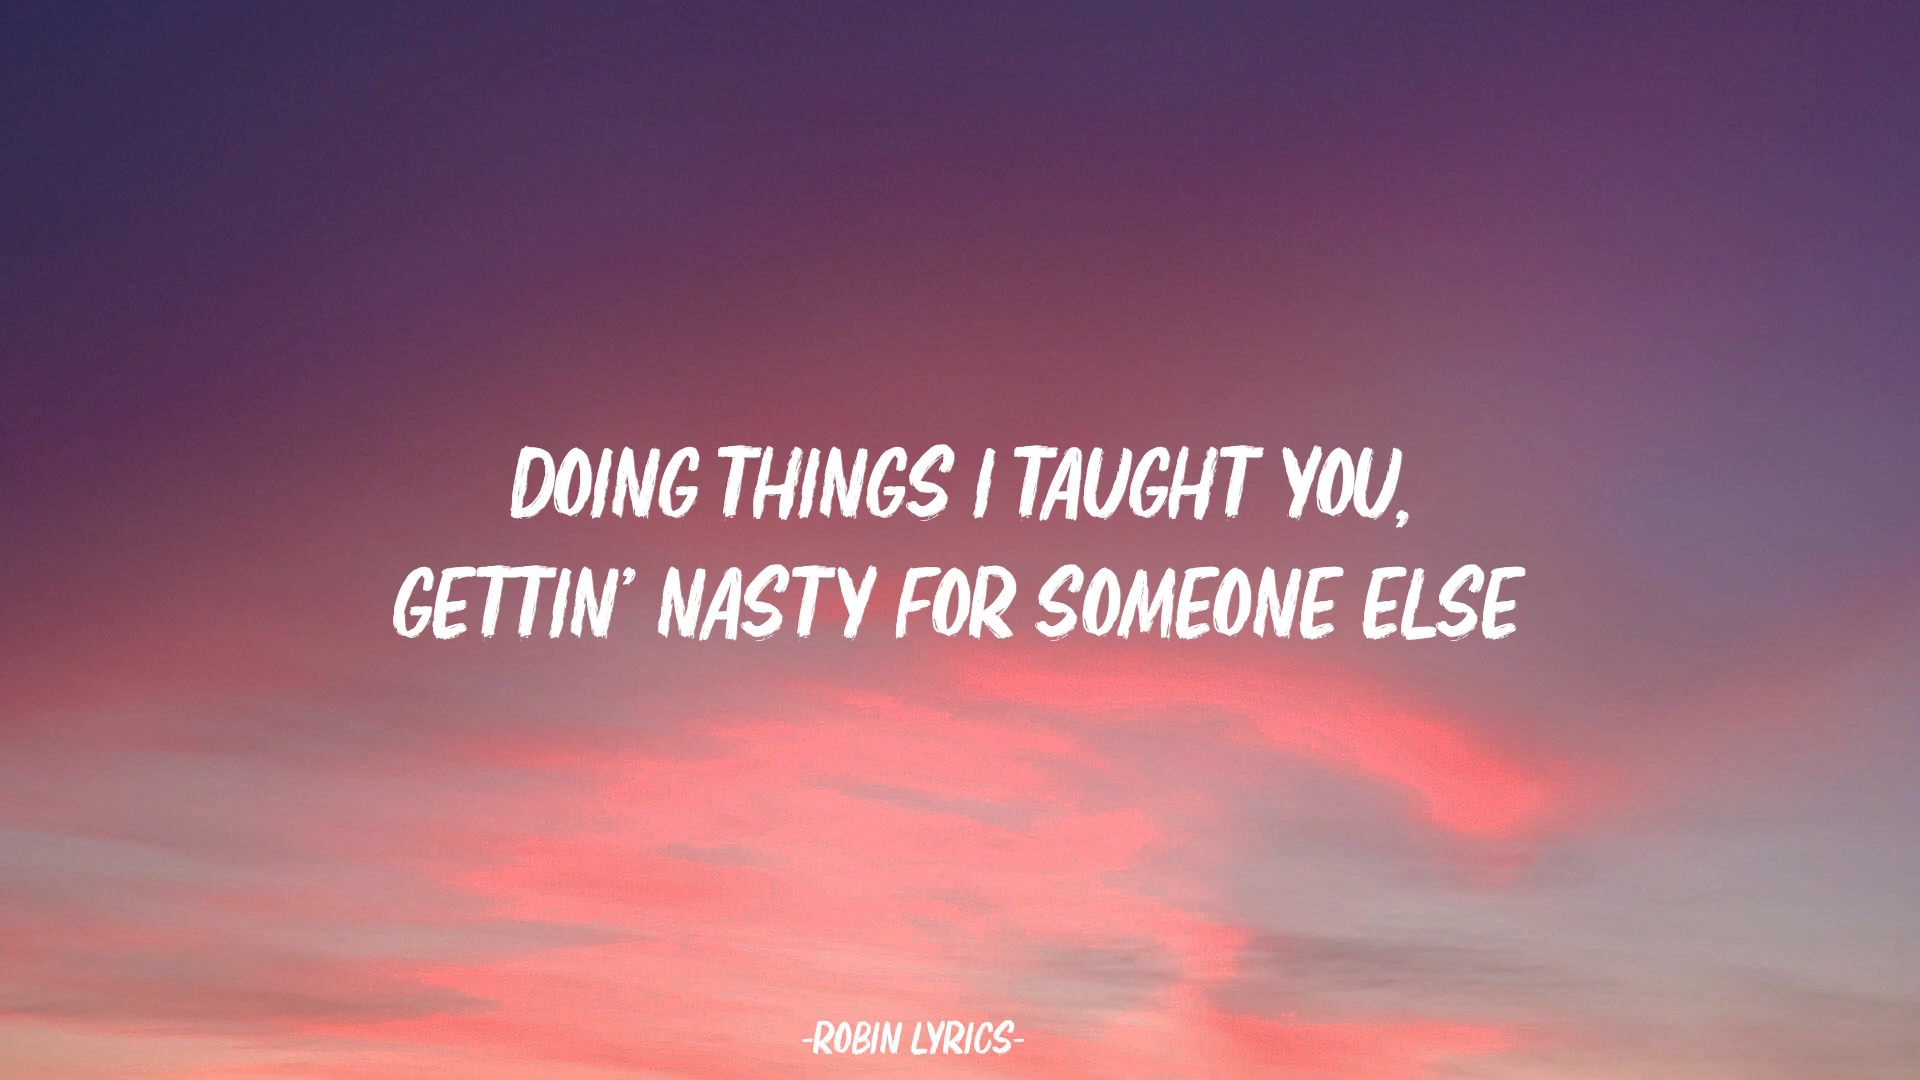 DOING THINGS I TAUGHT YOU,
GETTIN' NASTY FOR SOMEONE ELSE
-ROBIN LYRICS-